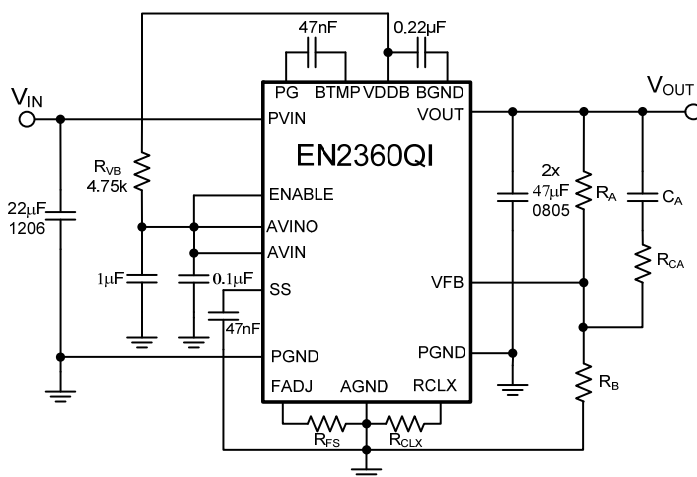 47nF
0.22µF
PG
BTMP
VDDB
BGND
VIN
VOUT
PVIN
VOUT
EN2360QI
RVB
4.75k
2x
47µF
0805
RA
CA
ENABLE
22µF
1206
AVINO
AVIN
RCA
1µF
0.1µF
SS
VFB
47nF
PGND
PGND
FADJ
AGND
RCLX
RB
RFS
RCLX